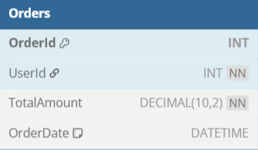 Orders
OrderId INT
UserId INT NN
TotalAmount DECIMAL(10,2) NN
OrderDate DATETIME